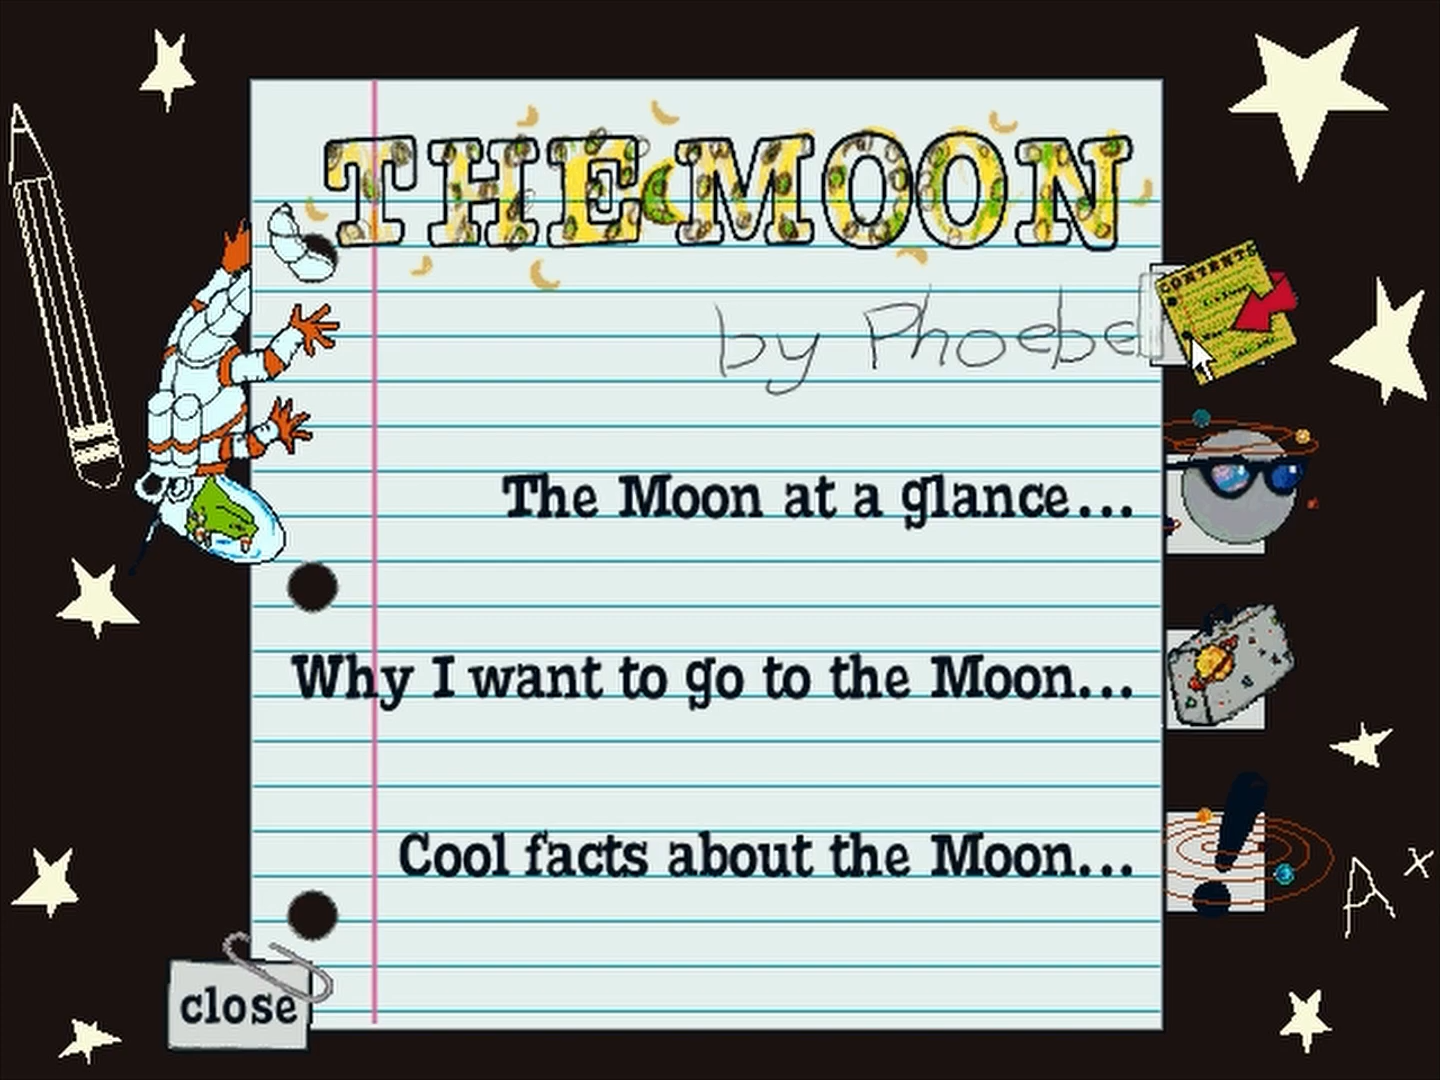 THE MOON
by Phoebe
CONTENTS
The Moon at a glance...
Why I want to go to the Moon...
Cool facts about the Moon...
A x
close